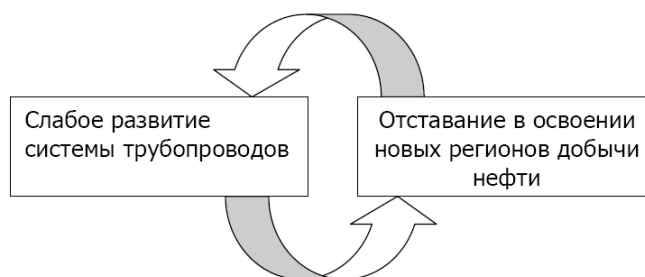 Слабое развитие
системы трубопроводов
Отставание в освоении
новых регионов добычи
нефти